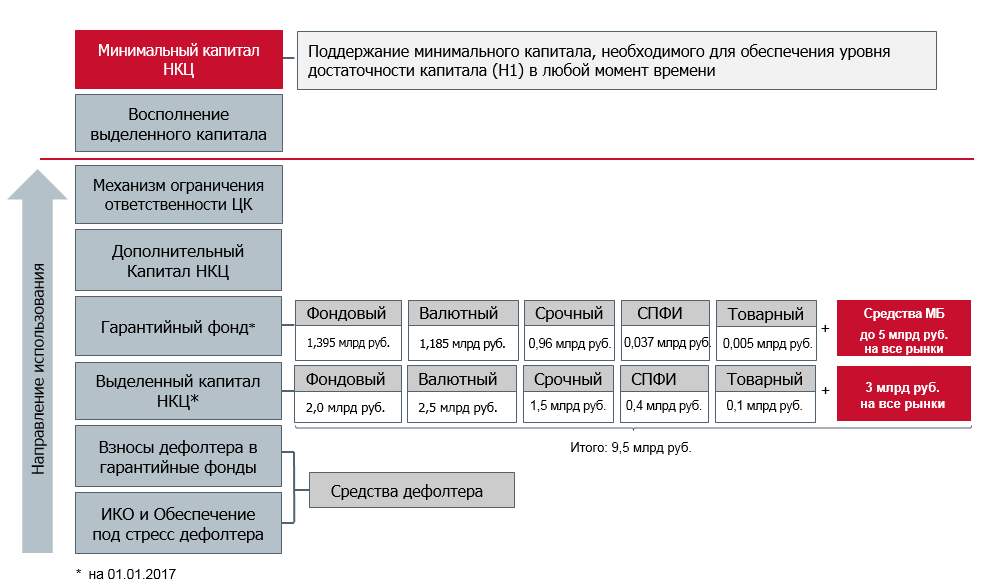 Минимальный капитал
НКЦ
Поддержание минимального капитала, необходимого для обеспечения уровня
достаточности капитала (Н1) в любой момент времени
Восполнение
выделенного капитала
Механизм ограничения
ответственности ЦК
Дополнительный
Капитал НКЦ
Гарантийный фонд*
Фондовый
1,395 млрд руб.
Валютный
1,185 млрд руб.
Срочный
0,96 млрд руб.
СПФИ
0,037 млрд руб.
Товарный
0,005 млрд руб.
+
Средства МБ
до 5 млрд руб.
на все рынки
Выделенный капитал
НКЦ*
Фондовый
2,0 млрд руб.
Валютный
2,5 млрд руб.
Срочный
1,5 млрд руб.
СПФИ
0,4 млрд руб.
Товарный
0,1 млрд руб.
+
3 млрд руб.
на все рынки
Итого: 9,5 млрд руб.
Взносы дефолтера в
гарантийные фонды
ИКО и Обеспечение
под стресс дефолтера
Средства дефолтера
Направление использования
* на 01.01.2017